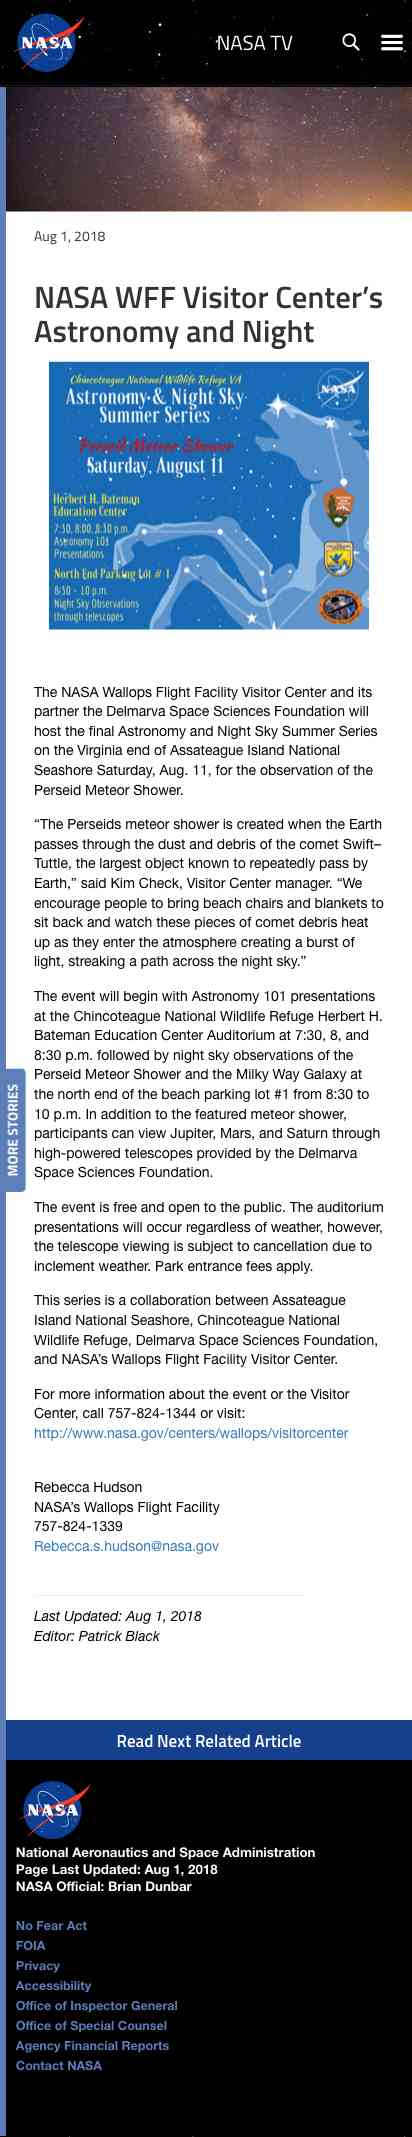 NASA
NASA TV
Aug 1, 2018
NASA WFF Visitor Center's
Astronomy and Night
Chincoteague National Wildlife Refuge VA
NASA
Astronomy & Night Sky
Summer Series
Perseid Meteor Shower
Saturday, August 11
Herbert H. Bateman
Education Center
7:30, 8:00, 8:30 p.m.
Astronomy 101
Presentations
North End Parking Lot # 1
8:30 - 10 p.m.
Night Sky Observations
through telescopes
The NASA Wallops Flight Facility Visitor Center and its
partner the Delmarva Space Sciences Foundation will
host the final Astronomy and Night Sky Summer Series
on the Virginia end of Assateague Island National
Seashore Saturday, Aug. 11, for the observation of the
Perseid Meteor Shower.
“The Perseids meteor shower is created when the Earth
passes through the dust and debris of the comet Swift–
Tuttle, the largest object known to repeatedly pass by
Earth,” said Kim Check, Visitor Center manager. “We
encourage people to bring beach chairs and blankets to
sit back and watch these pieces of comet debris heat
up as they enter the atmosphere creating a burst of
light, streaking a path across the night sky.”
The event will begin with Astronomy 101 presentations
at the Chincoteague National Wildlife Refuge Herbert H.
Bateman Education Center Auditorium at 7:30, 8, and
8:30 p.m. followed by night sky observations of the
Perseid Meteor Shower and the Milky Way Galaxy at
the north end of the beach parking lot #1 from 8:30 to
10 p.m. In addition to the featured meteor shower,
participants can view Jupiter, Mars, and Saturn through
high-powered telescopes provided by the Delmarva
Space Sciences Foundation.
MORE STORIES
The event is free and open to the public. The auditorium
presentations will occur regardless of weather, however,
the telescope viewing is subject to cancellation due to
inclement weather. Park entrance fees apply.
This series is a collaboration between Assateague
Island National Seashore, Chincoteague National
Wildlife Refuge, Delmarva Space Sciences Foundation,
and NASA’s Wallops Flight Facility Visitor Center.
For more information about the event or the Visitor
Center, call 757-824-1344 or visit:
http://www.nasa.gov/centers/wallops/visitorcenter
Rebecca Hudson
NASA’s Wallops Flight Facility
757-824-1339
Rebecca.s.hudson@nasa.gov
Last Updated: Aug 1, 2018
Editor: Patrick Black
Read Next Related Article
NASA
National Aeronautics and Space Administration
Page Last Updated: Aug 1, 2018
NASA Official: Brian Dunbar
No Fear Act
FOIA
Privacy
Accessibility
Office of Inspector General
Office of Special Counsel
Agency Financial Reports
Contact NASA